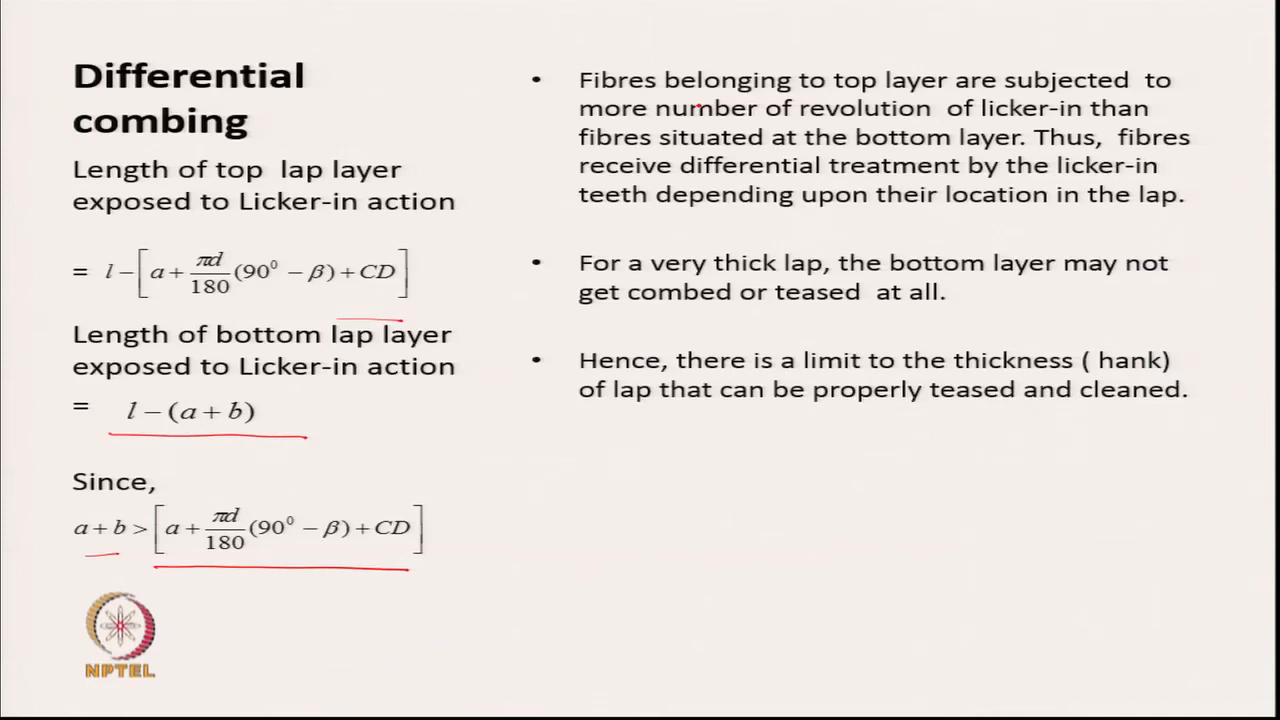 Differential
combing
Length of top lap layer
exposed to Licker-in action
= l − [a + πd/180 (90⁰ − β) + CD]
Length of bottom lap layer
exposed to Licker-in action
= l − (a + b)
Since,
a + b > [a + πd/180 (90⁰ − β) + CD]
NPTEL
• Fibres belonging to top layer are subjected to
more number of revolution of licker-in than
fibres situated at the bottom layer. Thus, fibres
receive differential treatment by the licker-in
teeth depending upon their location in the lap.
• For a very thick lap, the bottom layer may not
get combed or teased at all.
• Hence, there is a limit to the thickness ( hank)
of lap that can be properly teased and cleaned.